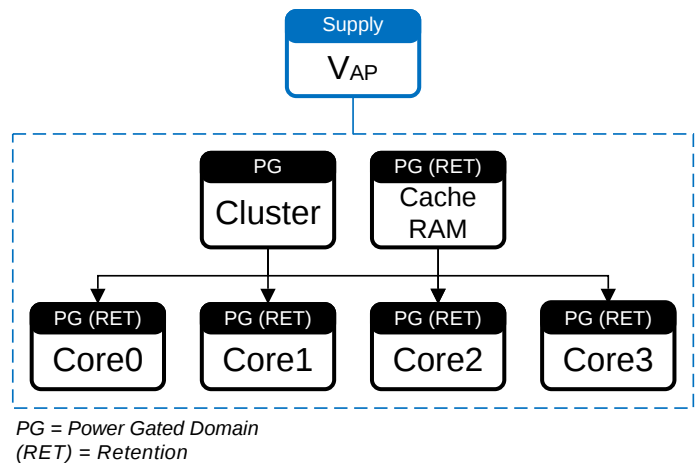 Supply
VAP
PG
Cluster
PG (RET)
Cache
RAM
PG (RET)
Core0
PG (RET)
Core1
PG (RET)
Core2
PG (RET)
Core3
PG = Power Gated Domain
(RET) = Retention